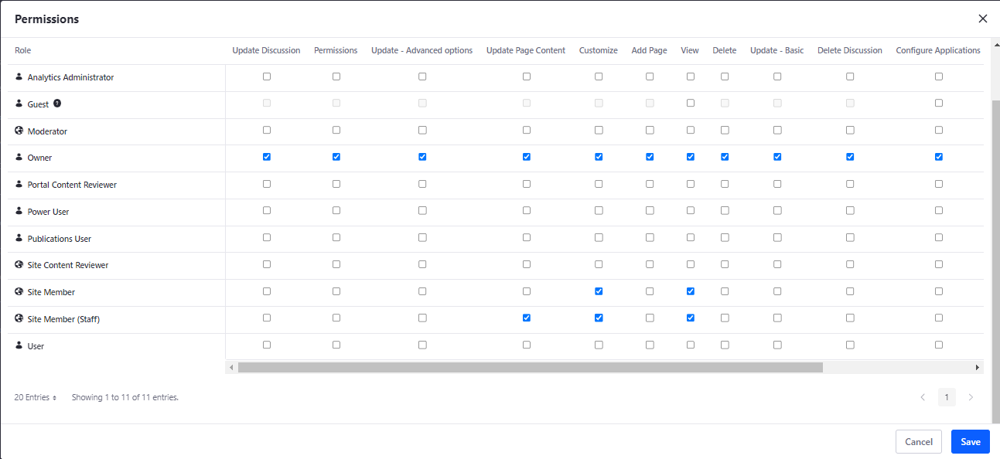 Permissions
Role Update Discussion Permissions Update - Advanced options Update Page Content Customize Add Page View Delete Update - Basic Delete Discussion Configure Applications
Analytics Administrator
Guest ?
Moderator
Owner
Portal Content Reviewer
Power User
Publications User
Site Content Reviewer
Site Member
Site Member (Staff)
User
20 Entries Showing 1 to 11 of 11 entries. 1
Cancel Save